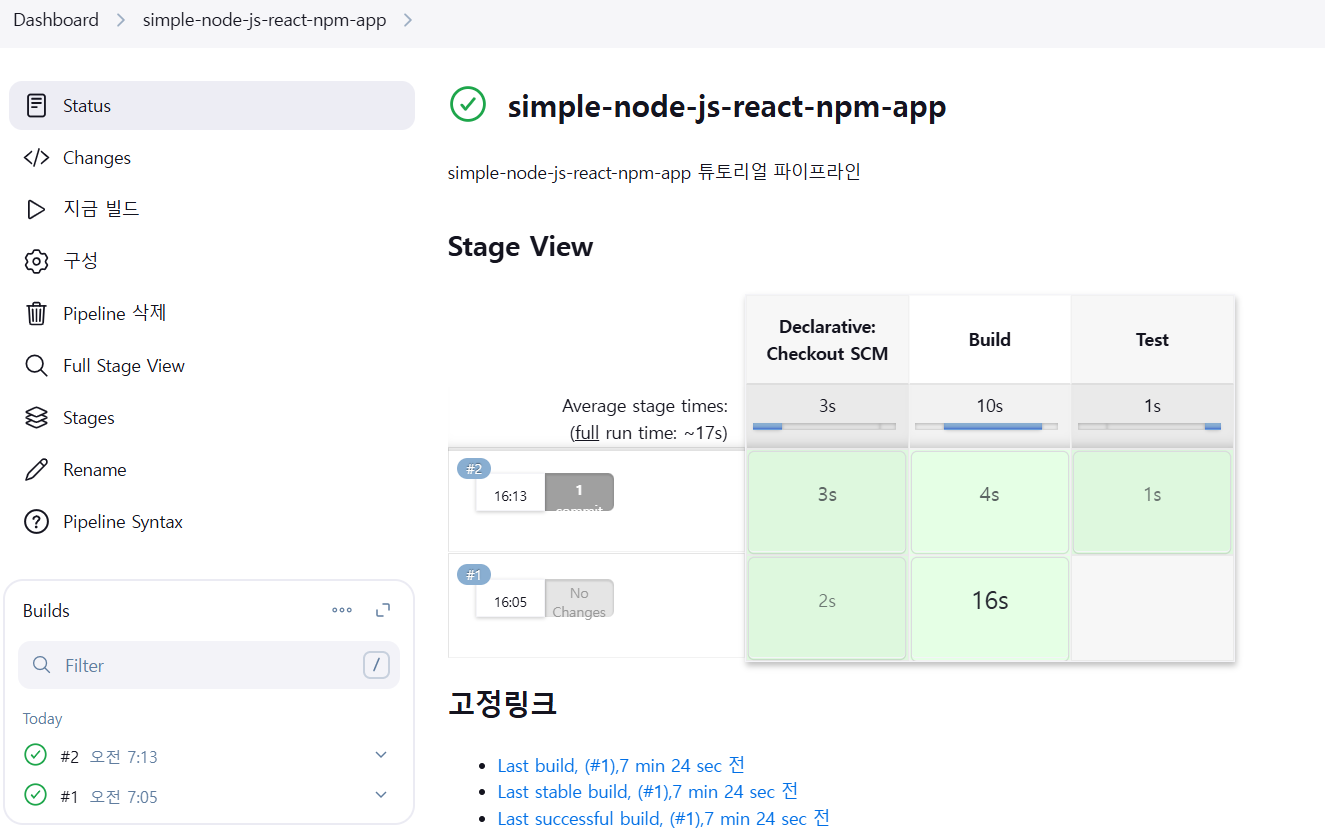 Dashboard > simple-node-js-react-npm-app >
Status
Changes
지금 빌드
구성
Pipeline 삭제
Full Stage View
Stages
Rename
Pipeline Syntax
Builds
Filter /
Today
#2 오전 7:13
#1 오전 7:05
simple-node-js-react-npm-app
simple-node-js-react-npm-app 튜토리얼 파이프라인
Stage View
Declarative:
Checkout SCM
Build
Test
Average stage times:
(full run time: ~17s)
3s
10s
1s
#2
16:13
1
commit
3s
4s
1s
#1
16:05
No
Changes
2s
16s
고정링크
Last build, (#1),7 min 24 sec 전
Last stable build, (#1),7 min 24 sec 전
Last successful build, (#1),7 min 24 sec 전